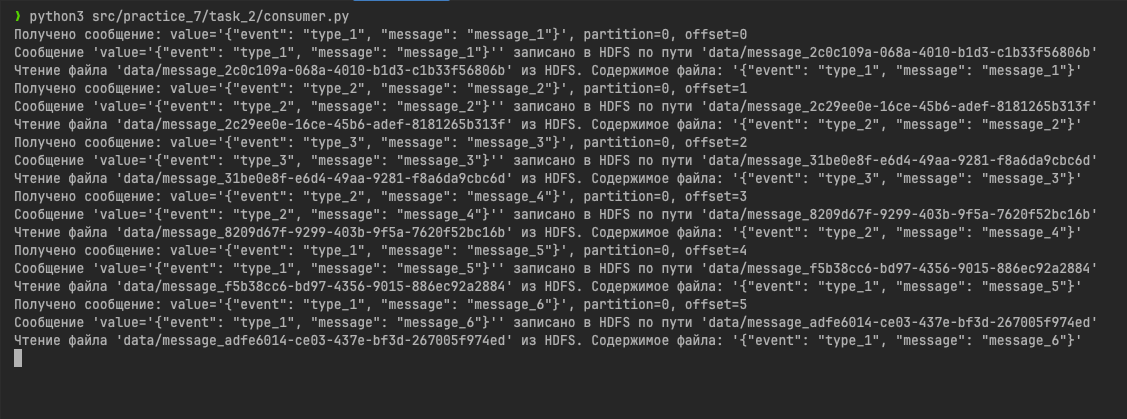 ❯ python3 src/practice_7/task_2/consumer.py
Получено сообщение: value='{"event": "type_1", "message": "message_1"}', partition=0, offset=0
Сообщение 'value='{"event": "type_1", "message": "message_1"}'' записано в HDFS по пути 'data/message_2c0c109a-068a-4010-b1d3-c1b33f56806b'
Чтение файла 'data/message_2c0c109a-068a-4010-b1d3-c1b33f56806b' из HDFS. Содержимое файла: '{"event": "type_1", "message": "message_1"}'
Получено сообщение: value='{"event": "type_2", "message": "message_2"}', partition=0, offset=1
Сообщение 'value='{"event": "type_2", "message": "message_2"}'' записано в HDFS по пути 'data/message_2c29ee0e-16ce-45b6-adef-8181265b313f'
Чтение файла 'data/message_2c29ee0e-16ce-45b6-adef-8181265b313f' из HDFS. Содержимое файла: '{"event": "type_2", "message": "message_2"}'
Получено сообщение: value='{"event": "type_3", "message": "message_3"}', partition=0, offset=2
Сообщение 'value='{"event": "type_3", "message": "message_3"}'' записано в HDFS по пути 'data/message_31be0e8f-e6d4-49aa-9281-f8a6da9cbc6d'
Чтение файла 'data/message_31be0e8f-e6d4-49aa-9281-f8a6da9cbc6d' из HDFS. Содержимое файла: '{"event": "type_3", "message": "message_3"}'
Получено сообщение: value='{"event": "type_2", "message": "message_4"}', partition=0, offset=3
Сообщение 'value='{"event": "type_2", "message": "message_4"}'' записано в HDFS по пути 'data/message_8209d67f-9299-403b-9f5a-7620f52bc16b'
Чтение файла 'data/message_8209d67f-9299-403b-9f5a-7620f52bc16b' из HDFS. Содержимое файла: '{"event": "type_2", "message": "message_4"}'
Получено сообщение: value='{"event": "type_1", "message": "message_5"}', partition=0, offset=4
Сообщение 'value='{"event": "type_1", "message": "message_5"}'' записано в HDFS по пути 'data/message_f5b38cc6-bd97-4356-9015-886ec92a2884'
Чтение файла 'data/message_f5b38cc6-bd97-4356-9015-886ec92a2884' из HDFS. Содержимое файла: '{"event": "type_1", "message": "message_5"}'
Получено сообщение: value='{"event": "type_1", "message": "message_6"}', partition=0, offset=5
Сообщение 'value='{"event": "type_1", "message": "message_6"}'' записано в HDFS по пути 'data/message_adfe6014-ce03-437e-bf3d-267005f974ed'
Чтение файла 'data/message_adfe6014-ce03-437e-bf3d-267005f974ed' из HDFS. Содержимое файла: '{"event": "type_1", "message": "message_6"}'